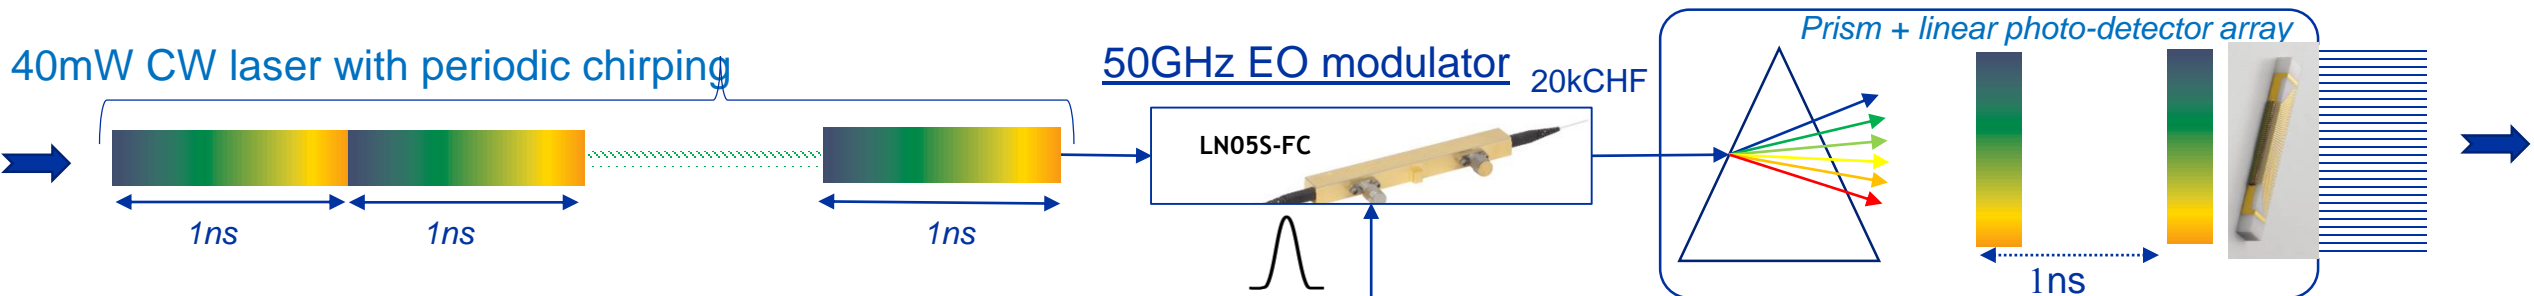 Prism + linear photo-detector array
40mW CW laser with periodic chirping
50GHz EO modulator
20kCHF
LN05S-FC
1ns
1ns
1ns
1ns